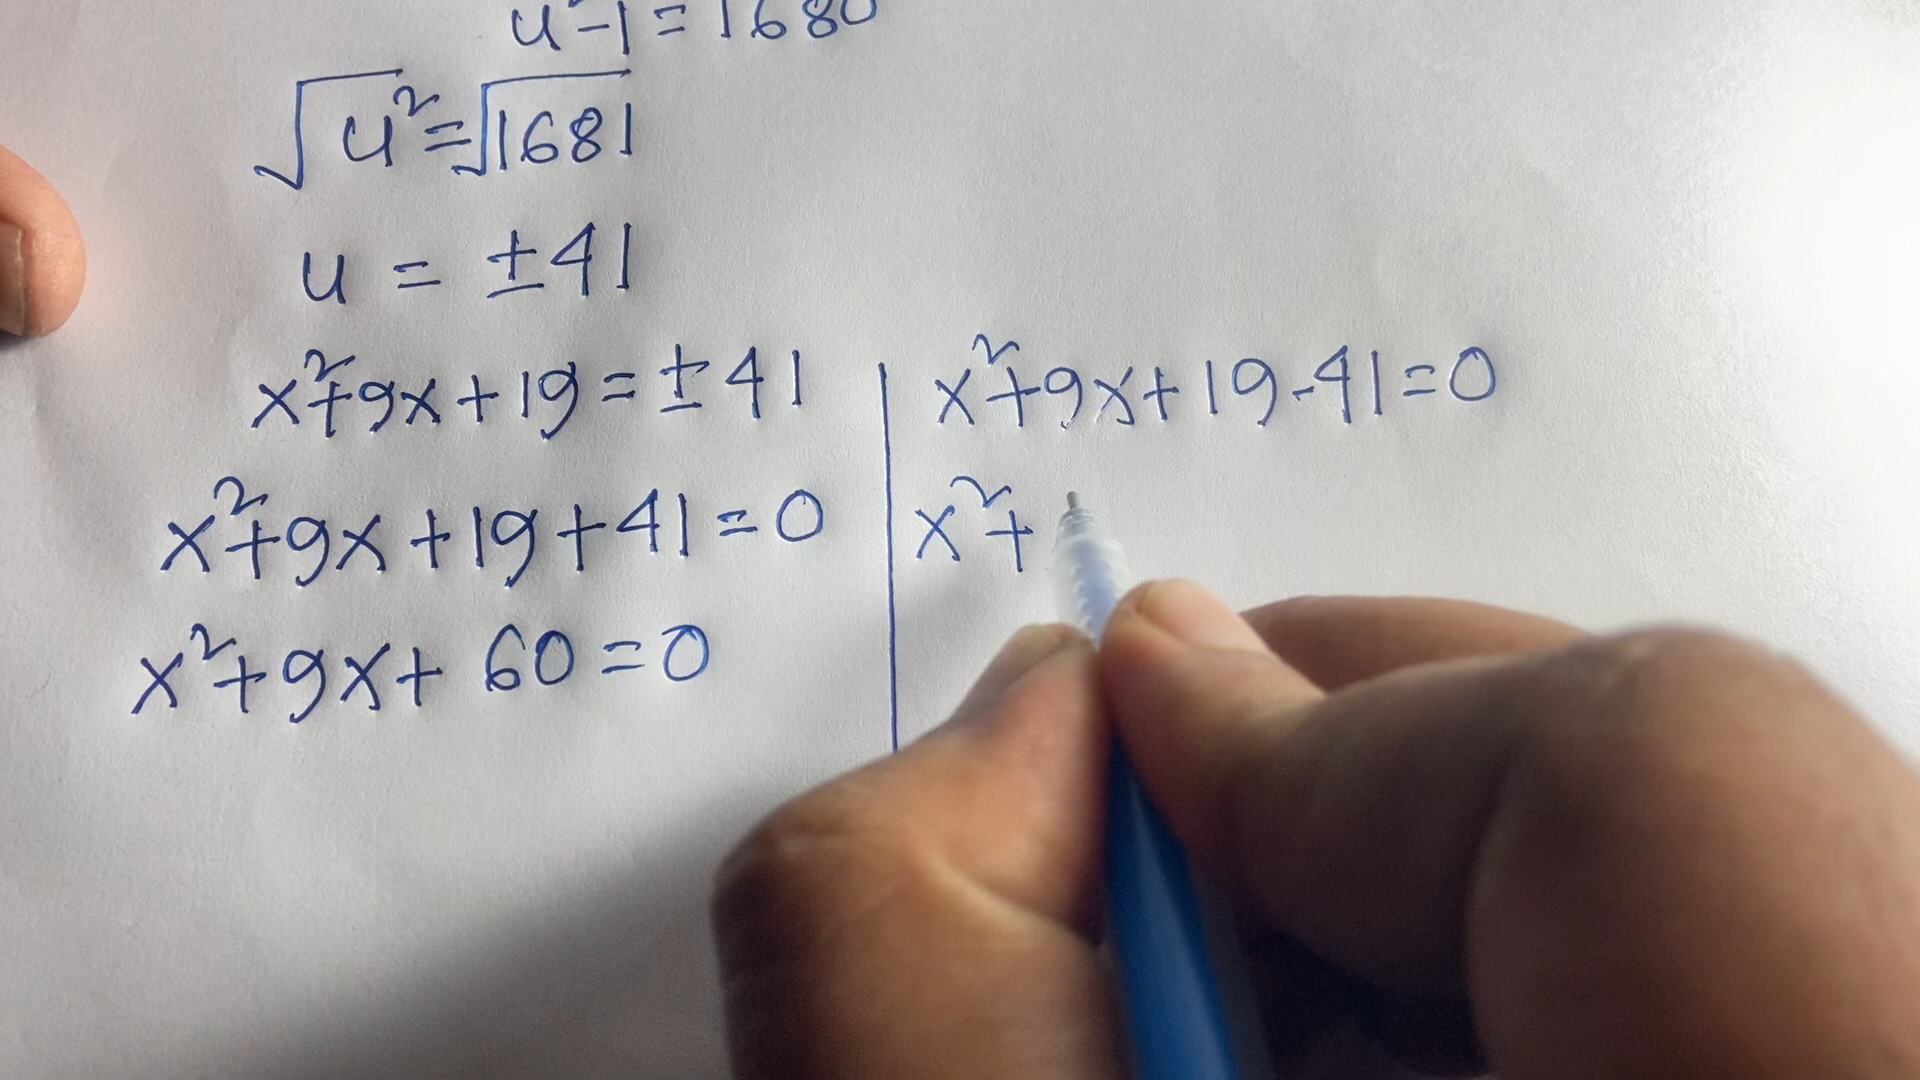 u²-1=1680
√u²=√1681
u = ±41
x²+9x+19=±41
x²+9x+19+41=0
x²+9x+60=0
x²+9x+19-41=0
x²+